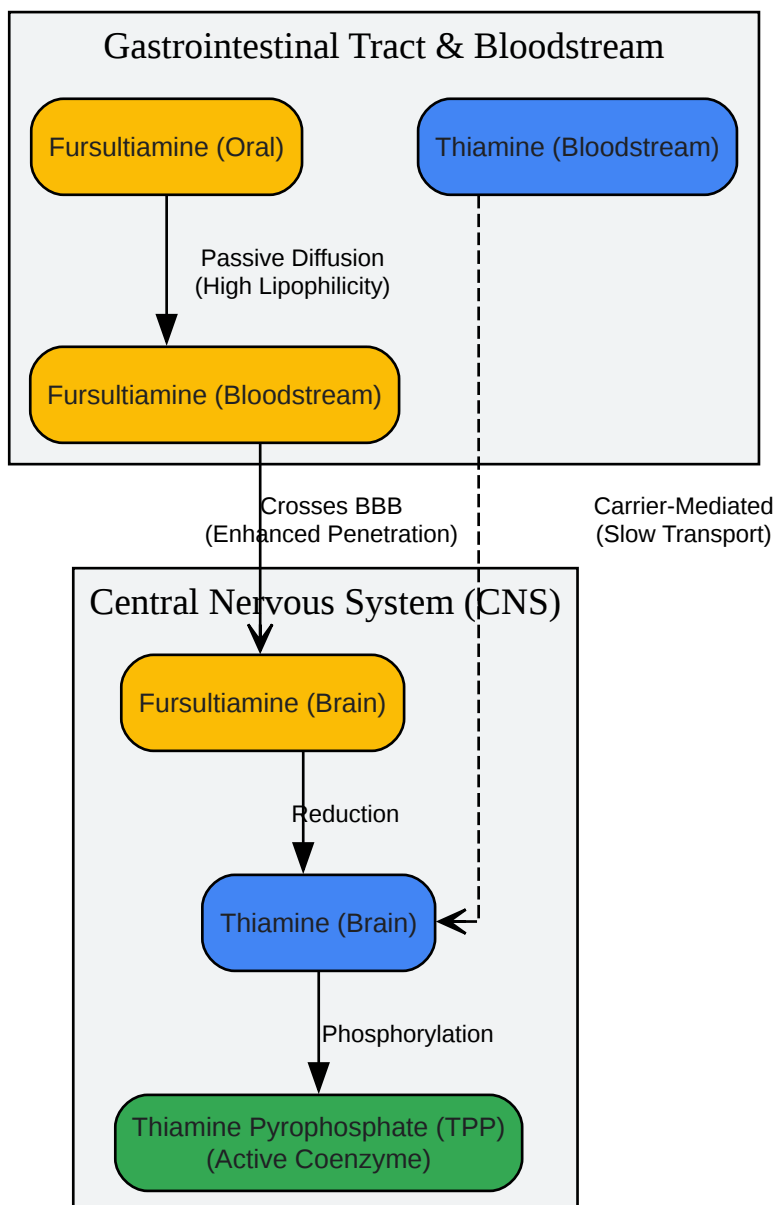 Gastrointestinal Tract & Bloodstream
Fursultiamine (Oral)
Thiamine (Bloodstream)
Passive Diffusion
(High Lipophilicity)
Fursultiamine (Bloodstream)
Crosses BBB
(Enhanced Penetration)
Carrier-Mediated
(Slow Transport)
Central Nervous System (CNS)
Fursultiamine (Brain)
Reduction
Thiamine (Brain)
Phosphorylation
Thiamine Pyrophosphate (TPP)
(Active Coenzyme)